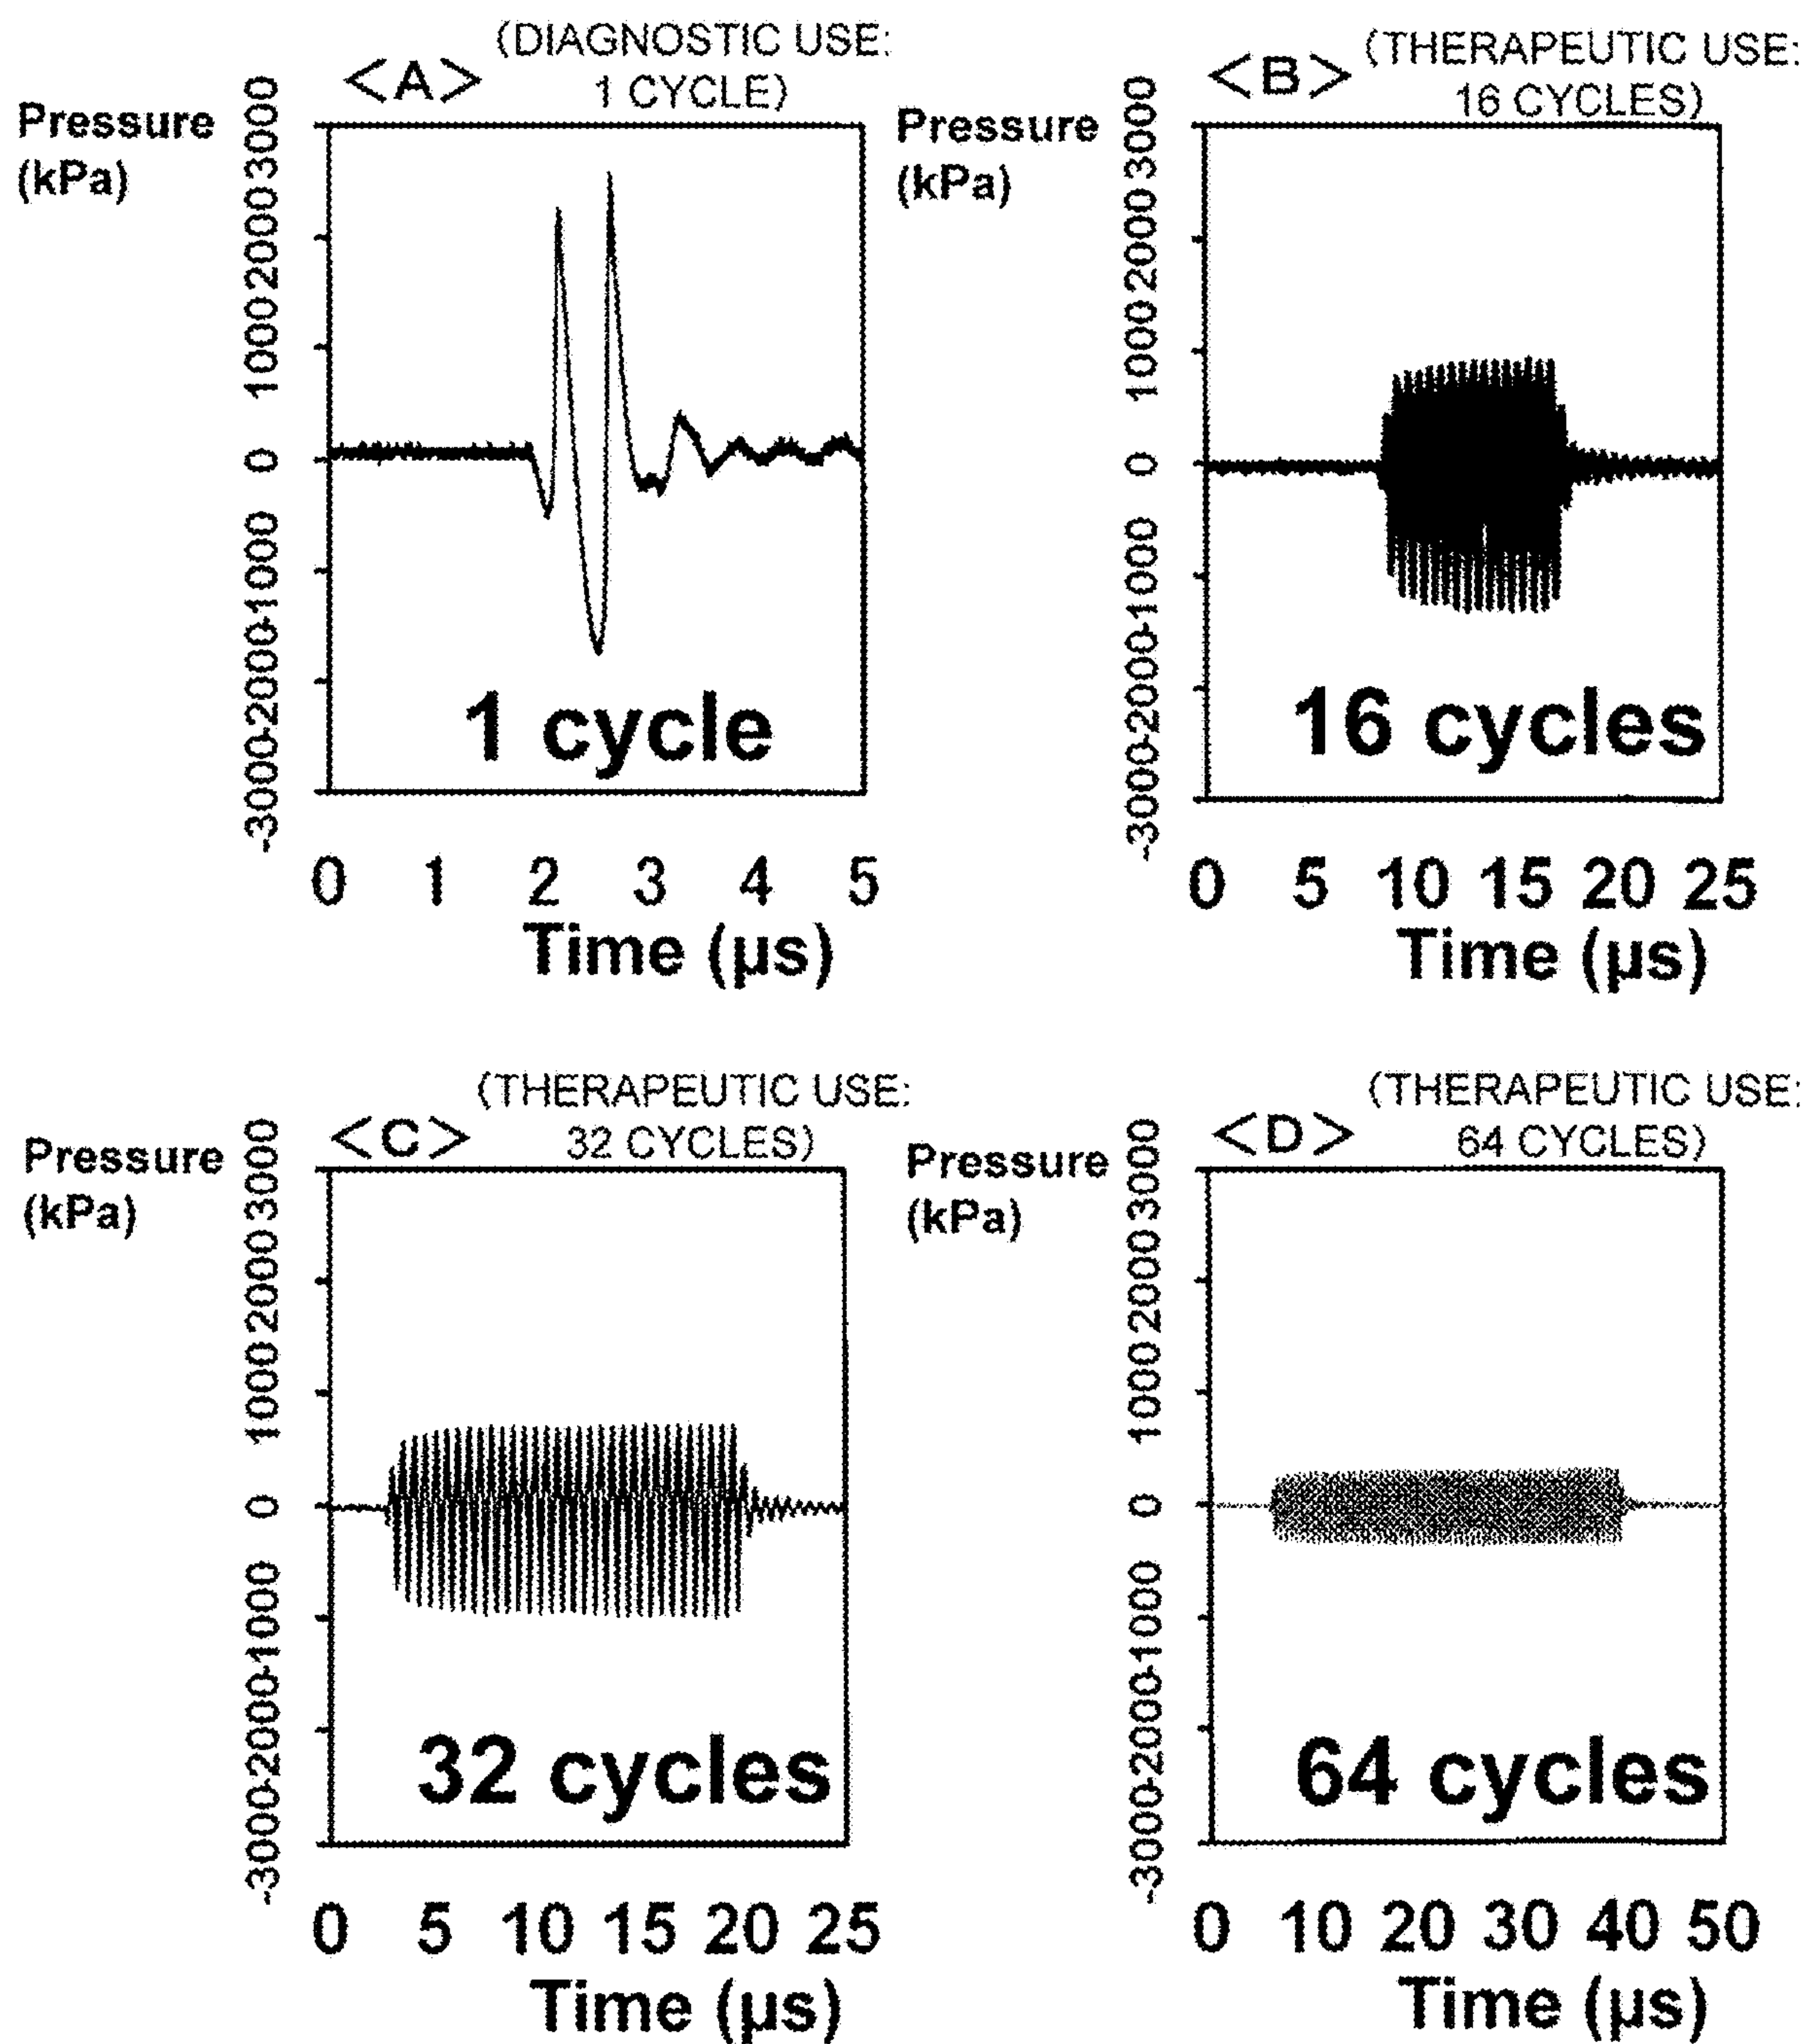 <A> (DIAGNOSTIC USE:
1 CYCLE)
Pressure
(kPa)
-3000 -2000 -1000 0 1000 2000 3000
1 cycle
0 1 2 3 4 5
Time (μs)
<B> (THERAPEUTIC USE:
16 CYCLES)
Pressure
(kPa)
-3000 -2000 -1000 0 1000 2000 3000
16 cycles
0 5 10 15 20 25
Time (μs)
<C> (THERAPEUTIC USE:
32 CYCLES)
Pressure
(kPa)
-3000 -2000 -1000 0 1000 2000 3000
32 cycles
0 5 10 15 20 25
Time (μs)
<D> (THERAPEUTIC USE:
64 CYCLES)
Pressure
(kPa)
-3000 -2000 -1000 0 1000 2000 3000
64 cycles
0 10 20 30 40 50
Time (μs)